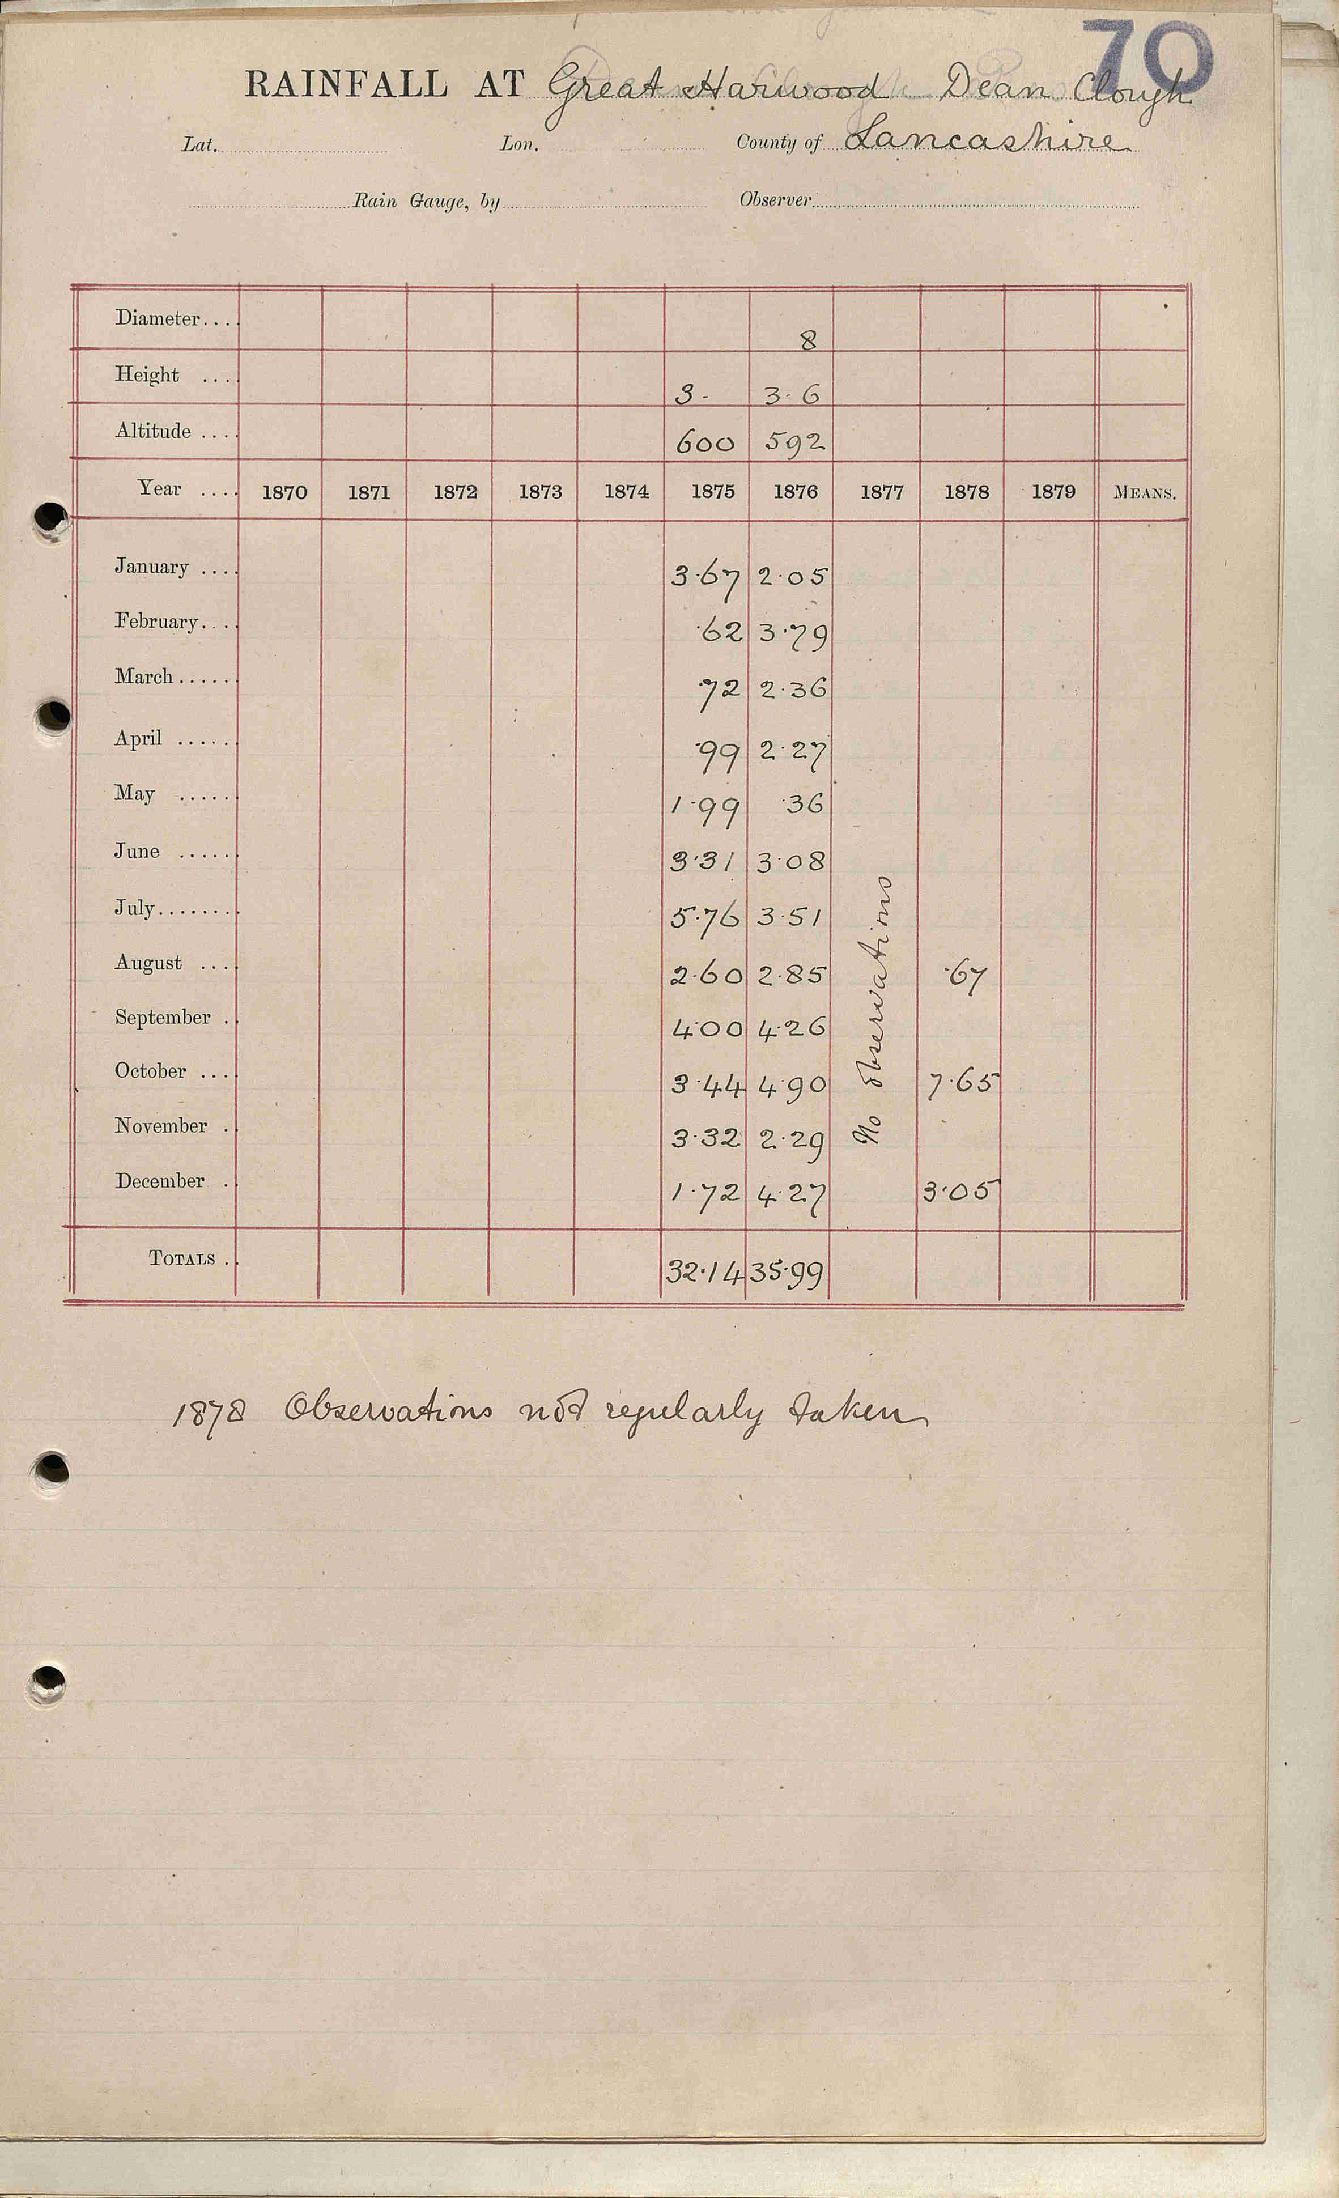 70
RAINFALL AT Great Harwood Dean Clough
Lat. Lon. County of Lancashire
Rain Gauge, by Observer
Diameter.... 8
Height .... 3· 3·6
Altitude .... 600 592
Year .... 1870 1871 1872 1873 1874 1875 1876 1877 1878 1879 MEANS.
January .... 3·67 2·05
February.... ·62 3·79
March...... ·72 2·36
April ...... ·99 2·27
May ...... 1·99 ·36
June ...... 3·31 3·08
July........ 5·76 3·51
August .... 2·60 2·85 ·67
September .. 4·00 4·26
October .... 3·44 4·90 7·65
November .. 3·32 2·29
December .. 1·72 4·27 3·05
No observations
TOTALS .. 32·14 35·99
1878 Observations not regularly taken